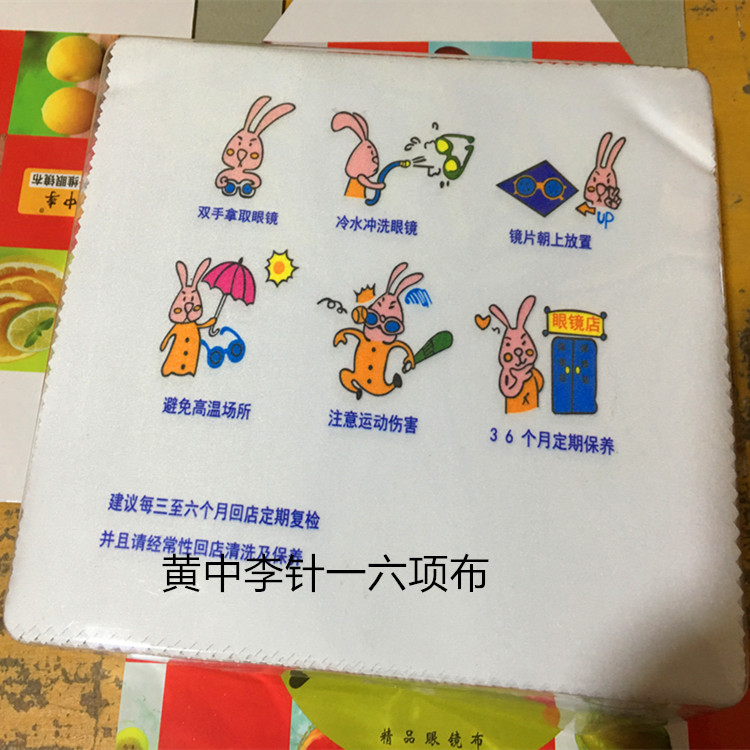 双手拿取眼镜
冷水冲洗眼镜
UP
镜片朝上放置
眼镜店
避免高温场所
注意运动伤害
3 6 个月定期保养
建议每三至六个月回店定期复检
并且请经常性回店清洗及保养
黄中李针一六项布
维眼镜布
精品眼镜布